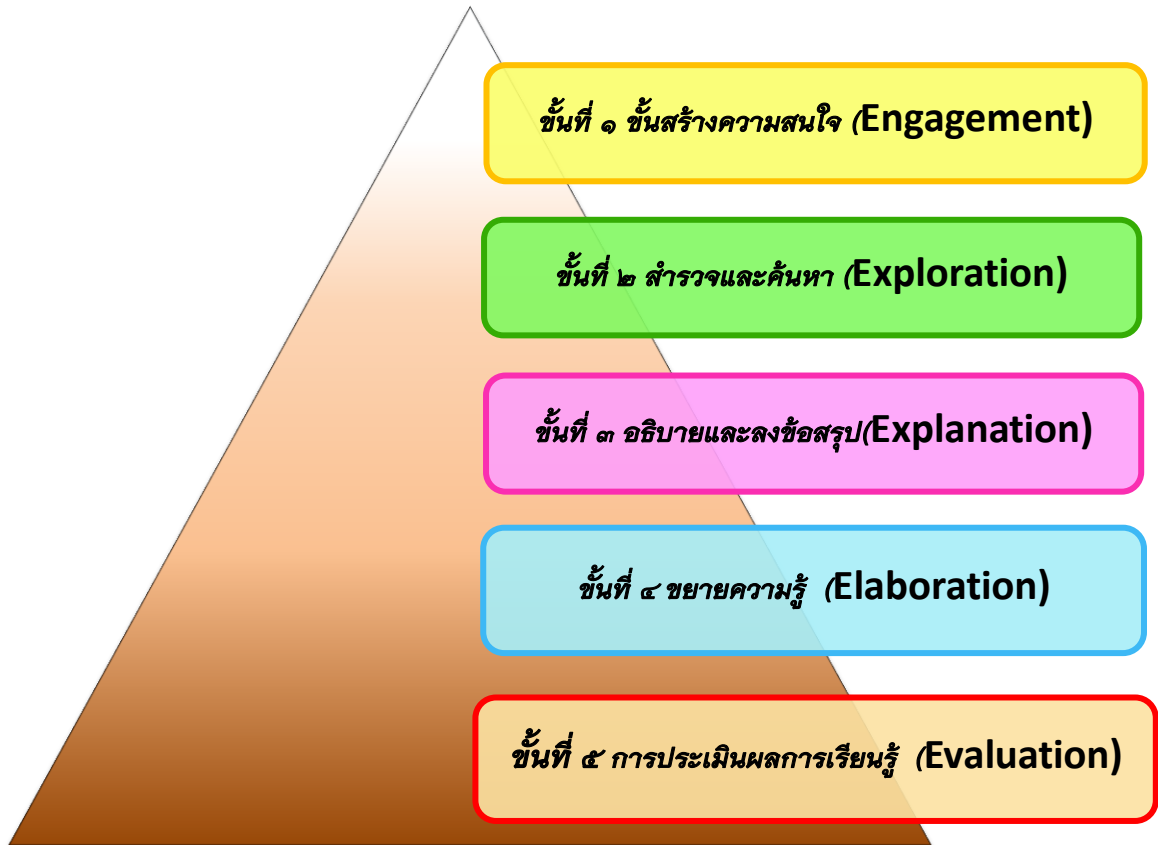 ขั้นที่ ๑ ขั้นสร้างความสนใจ (Engagement)
ขั้นที่ ๒ สำรวจและค้นหา (Exploration)
ขั้นที่ ๓ อธิบายและลงข้อสรุป(Explanation)
ขั้นที่ ๔ ขยายความรู้ (Elaboration)
ขั้นที่ ๕ การประเมินผลการเรียนรู้ (Evaluation)